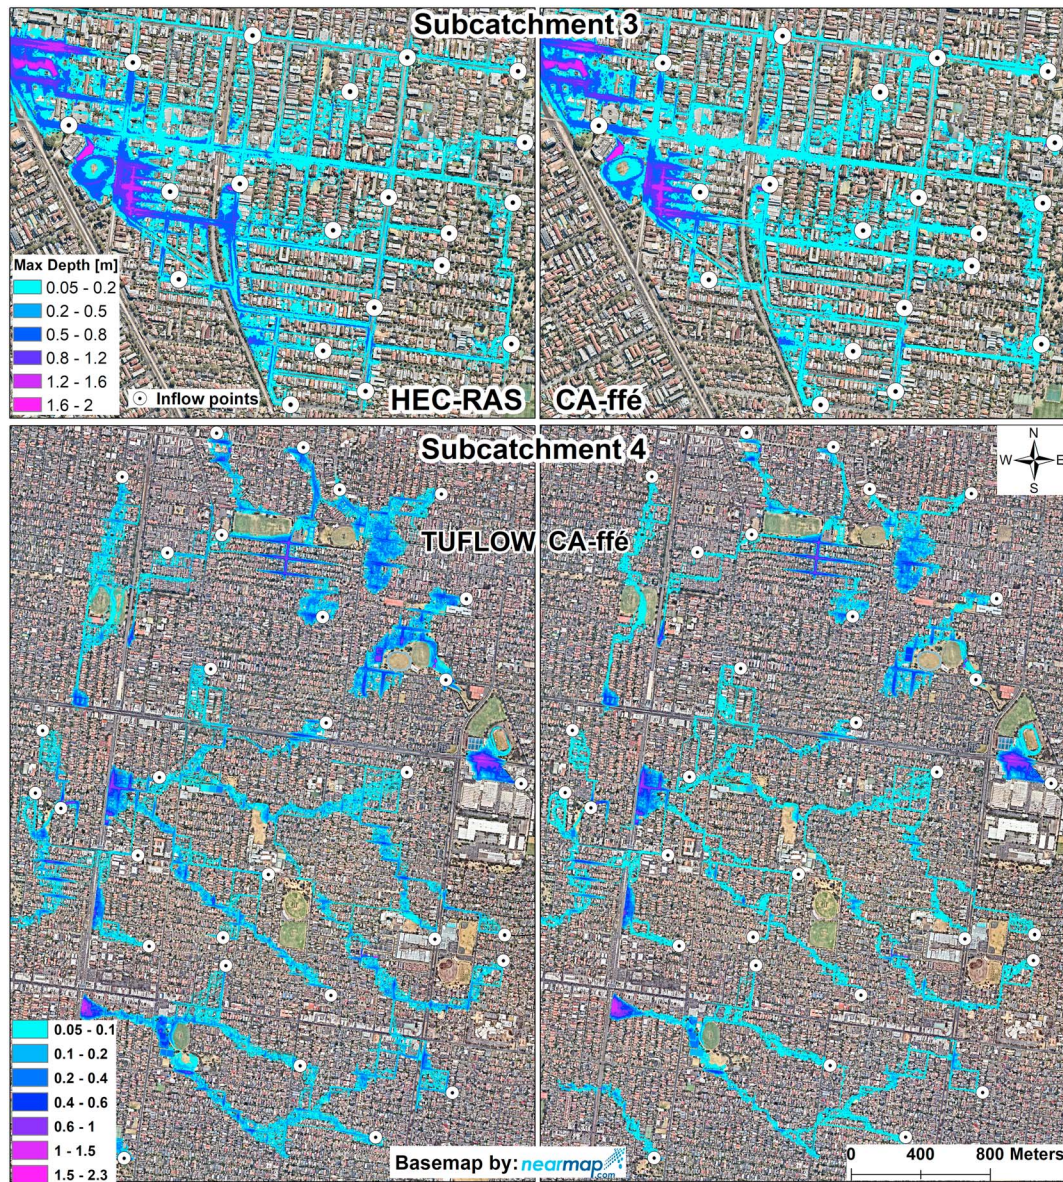 Subcatchment 3
Max Depth [m]
0.05 - 0.2
0.2 - 0.5
0.5 - 0.8
0.8 - 1.2
1.2 - 1.6
1.6 - 2
Inflow points
HEC-RAS
CA-ffé
Subcatchment 4
N
W
E
S
TUFLOW
CA-ffé
0.05 - 0.1
0.1 - 0.2
0.2 - 0.4
0.4 - 0.6
0.6 - 1
1 - 1.5
1.5 - 2.3
Basemap by: nearmap.com
0 400 800 Meters